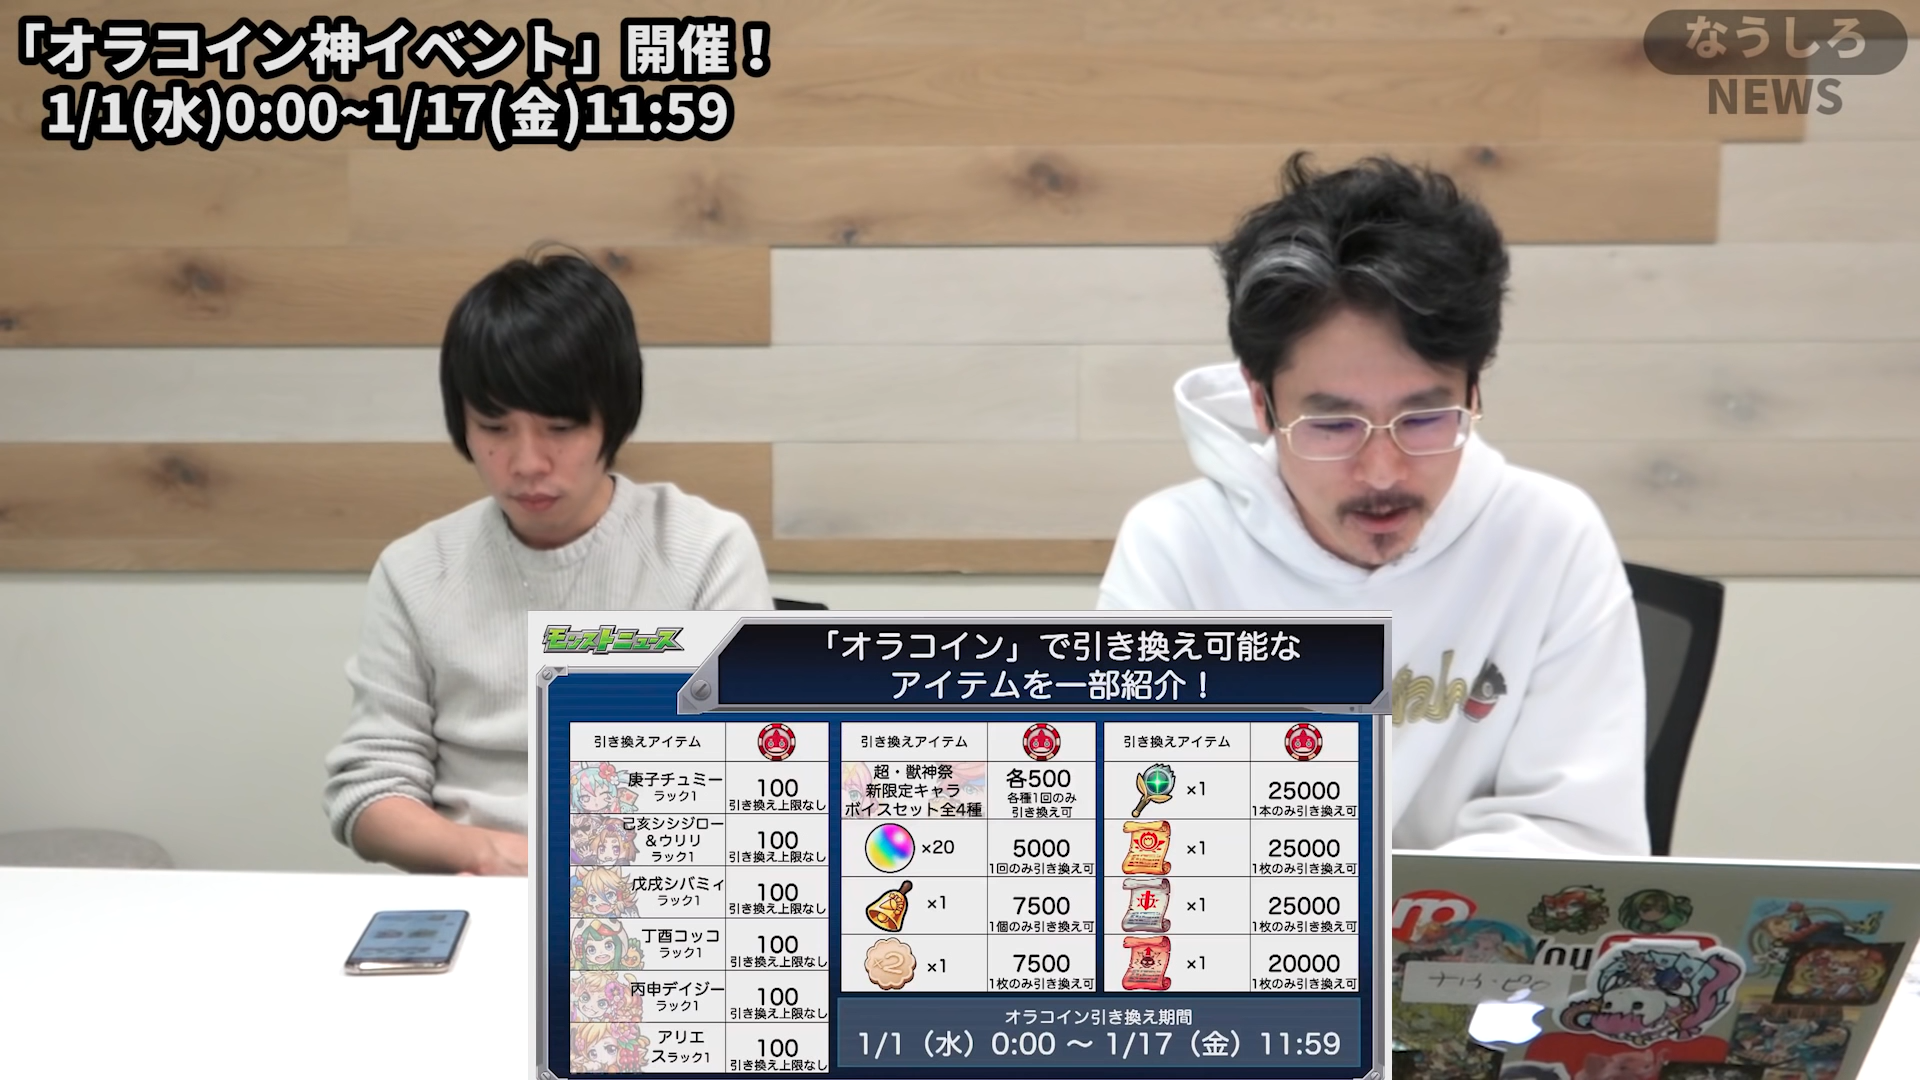 「オラコイン神イベント」開催！
1/1(水)0:00~1/17(金)11:59
なうしろ
NEWS
モンストニュース
「オラコイン」で引き換え可能な
アイテムを一部紹介！
引き換えアイテム
庚子チュミー
ラック1
100
引き換え上限なし
己亥シシジロー
&ウリリ
ラック1
100
引き換え上限なし
戊戌シバミィ
ラック1
100
引き換え上限なし
丁酉コッコ
ラック1
100
引き換え上限なし
丙申デイジー
ラック1
100
引き換え上限なし
アリエ
スラック1
100
引き換え上限なし
引き換えアイテム
超・獣神祭
新限定キャラ
ボイスセット全4種
各500
各種1回のみ
引き換え可
×20
5000
1回のみ引き換え可
×1
7500
1個のみ引き換え可
×2
×1
7500
1枚のみ引き換え可
引き換えアイテム
×1
25000
1本のみ引き換え可
×1
25000
1枚のみ引き換え可
×1
25000
1枚のみ引き換え可
×1
20000
1枚のみ引き換え可
オラコイン引き換え期間
1/1（水）0:00 ～ 1/17（金）11:59
You